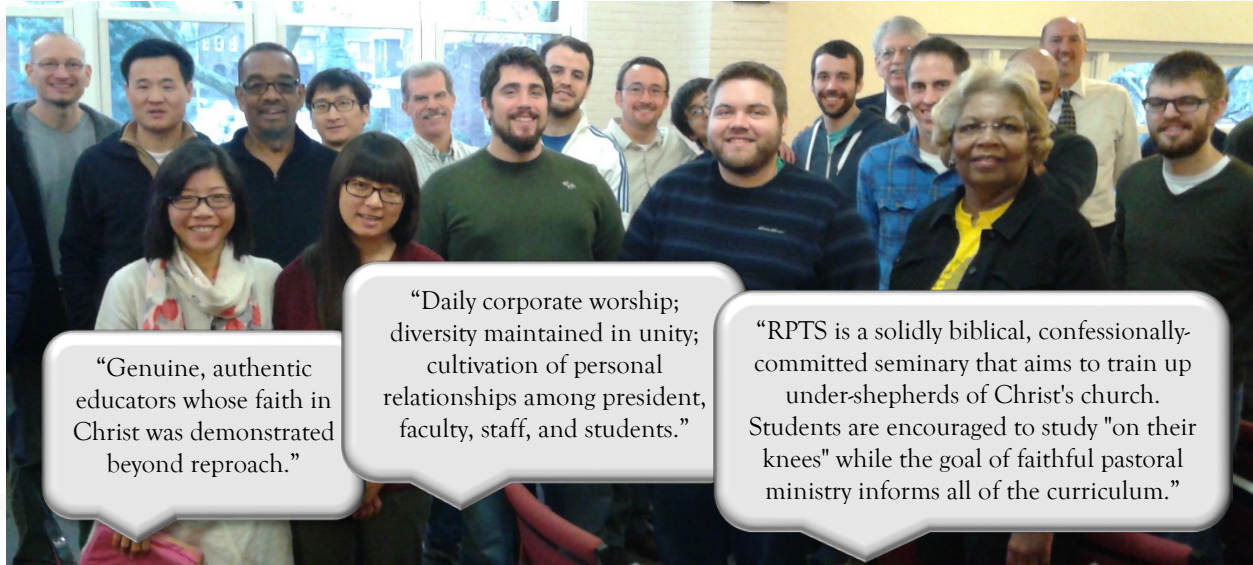 “Genuine, authentic
educators whose faith in
Christ was demonstrated
beyond reproach.”
“Daily corporate worship;
diversity maintained in unity;
cultivation of personal
relationships among president,
faculty, staff, and students.”
“RPTS is a solidly biblical, confessionally-
committed seminary that aims to train up
under-shepherds of Christ's church.
Students are encouraged to study "on their
knees" while the goal of faithful pastoral
ministry informs all of the curriculum.”